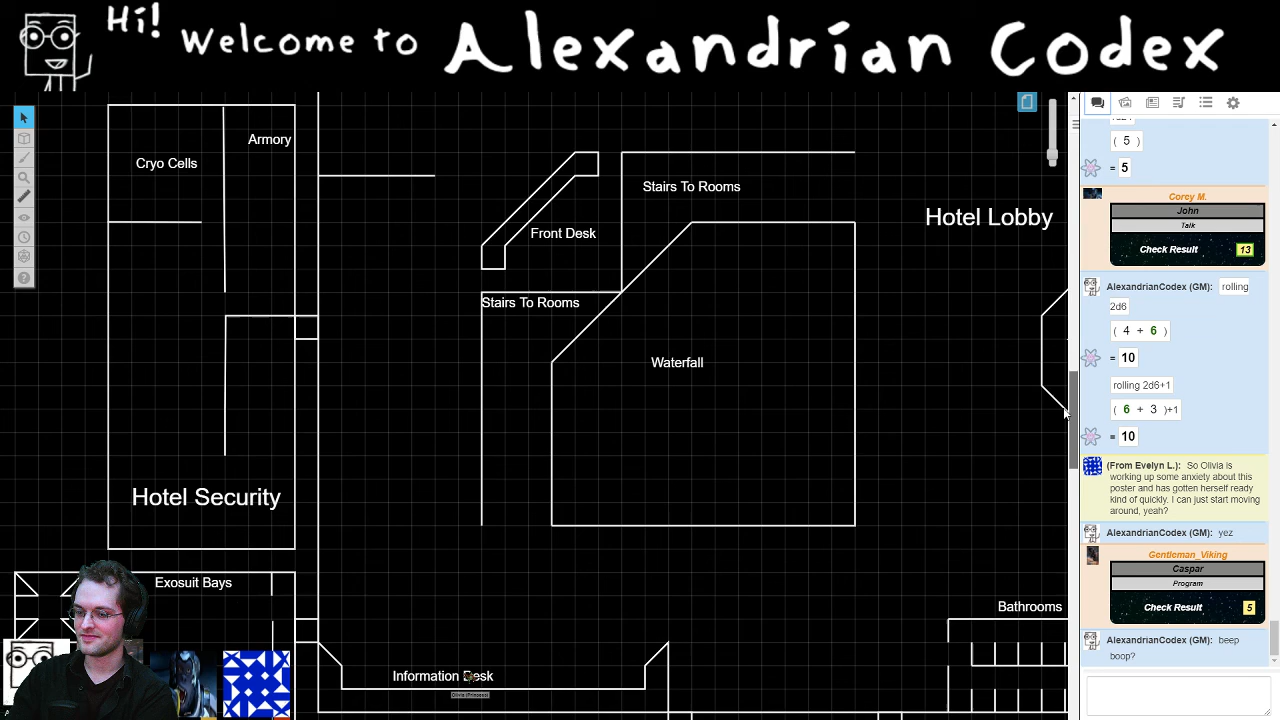 Hi! Welcome to Alexandrian Codex
Armory
Cryo Cells
Stairs To Rooms
Hotel Lobby
Front Desk
Stairs To Rooms
Waterfall
Hotel Security
Exosuit Bays
Bathrooms
Information Desk
Olivia (Princess)
( 5 )
= 5
Corey M.
John
Talk
Check Result 13
AlexandrianCodex (GM): rolling
2d6
( 4 + 6 )
= 10
rolling 2d6+1
( 6 + 3 )+1
= 10
(From Evelyn L.): So Olivia is
working up some anxiety about this
poster and has gotten herself ready
kind of quickly. I can just start moving
around, yeah?
AlexandrianCodex (GM): yez
Gentleman_Viking
Caspar
Program
Check Result 5
AlexandrianCodex (GM): beep
boop?